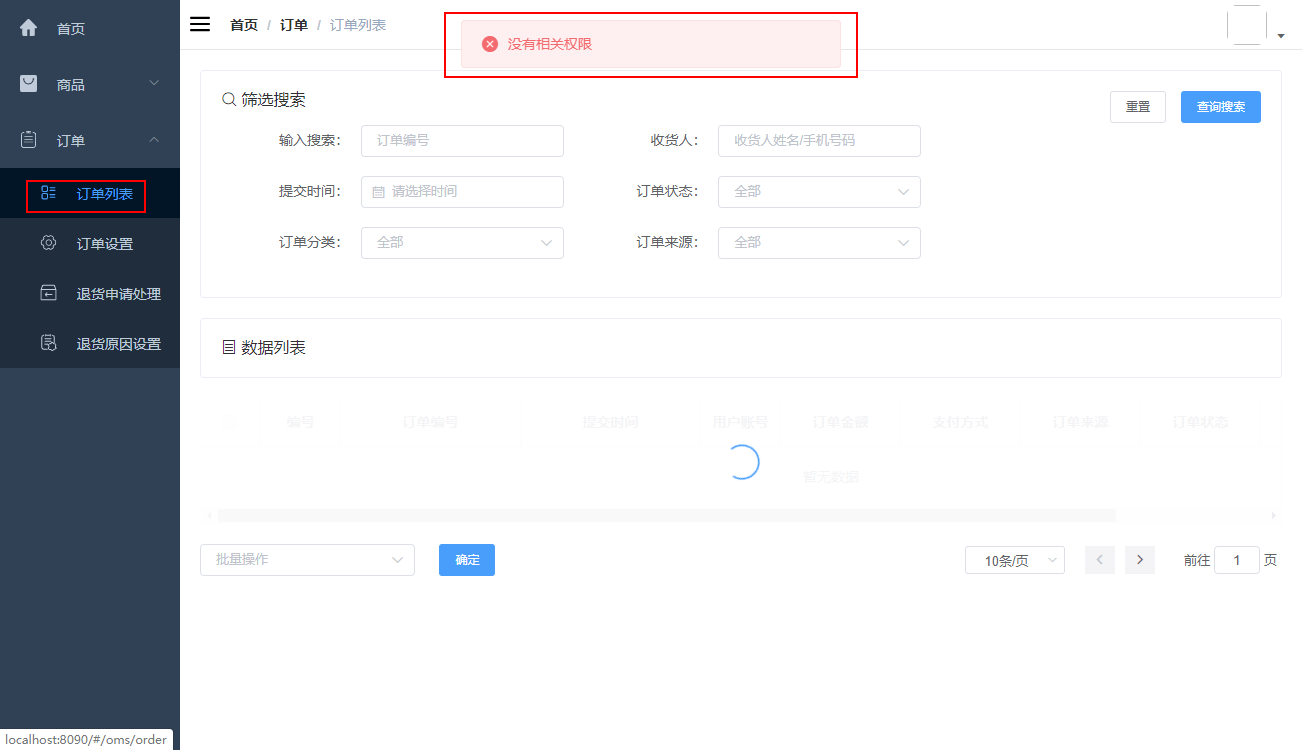 首页
商品
订单
订单列表
订单设置
退货申请处理
退货原因设置
首页 / 订单 / 订单列表
没有相关权限
筛选搜索
重置
查询搜索
输入搜索： 订单编号
收货人： 收货人姓名/手机号码
提交时间： 请选择时间
订单状态： 全部
订单分类： 全部
订单来源： 全部
数据列表
编号 订单编号 提交时间 用户账号 订单金额 支付方式 订单来源 订单状态
暂无数据
批量操作
确定
10条/页
前往 1 页
localhost:8090/#/oms/order